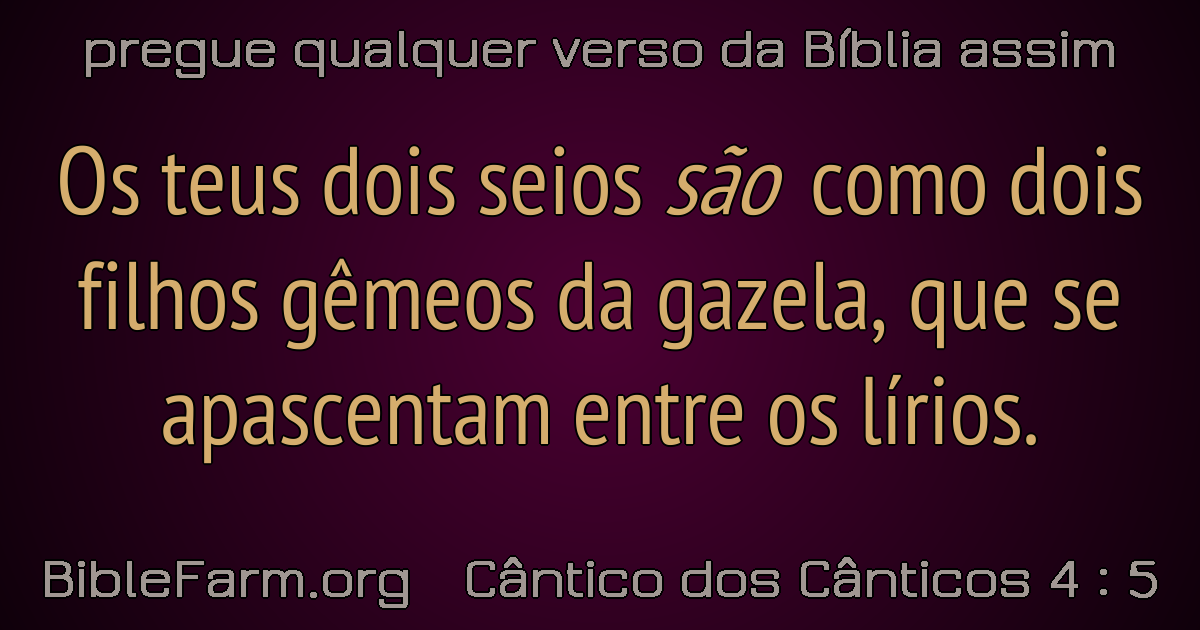 pregue qualquer verso da Bíblia assim
Os teus dois seios são como dois
filhos gêmeos da gazela, que se
apascentam entre os lírios.
BibleFarm.org Cântico dos Cânticos 4 : 5